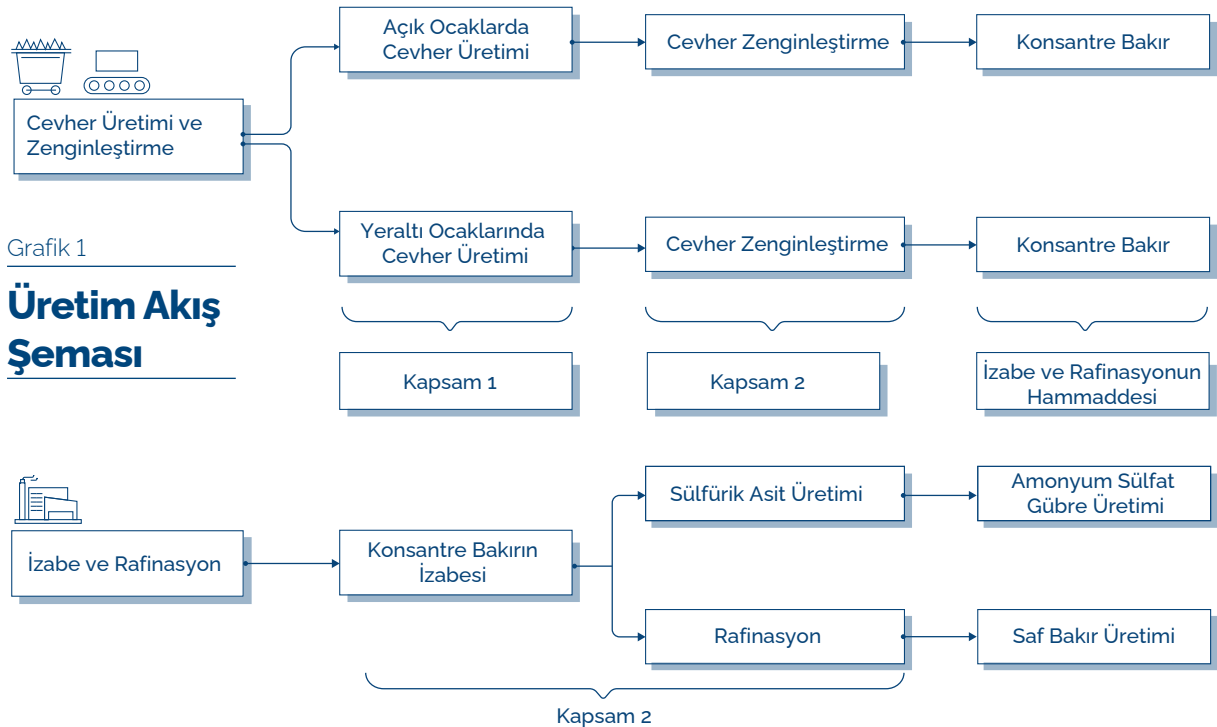 Açık Ocaklarda
Cevher Üretimi
Cevher Zenginleştirme
Konsantre Bakır
Cevher Üretimi ve
Zenginleştirme
Yeraltı Ocaklarında
Cevher Üretimi
Cevher Zenginleştirme
Konsantre Bakır
Grafik 1
Üretim Akış
Şeması
Kapsam 1
Kapsam 2
İzabe ve Rafinasyonun
Hammaddesi
İzabe ve Rafinasyon
Konsantre Bakırın
İzabesi
Sülfürik Asit Üretimi
Amonyum Sülfat
Gübre Üretimi
Rafinasyon
Saf Bakır Üretimi
Kapsam 2